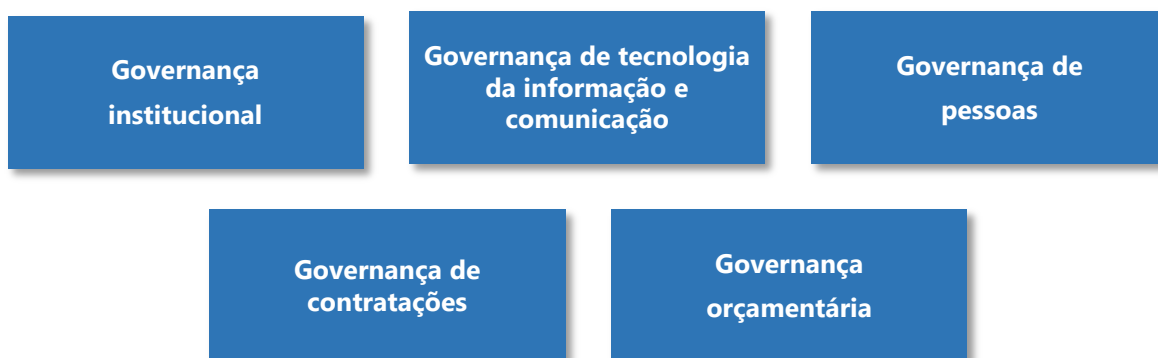 Governança
institucional
Governança de tecnologia
da informação e
comunicação
Governança de
pessoas
Governança de
contratações
Governança
orçamentária